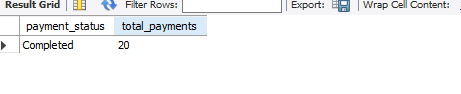 Result Grid Filter Rows: Export: Wrap Cell Content:
payment_status total_payments
Completed 20